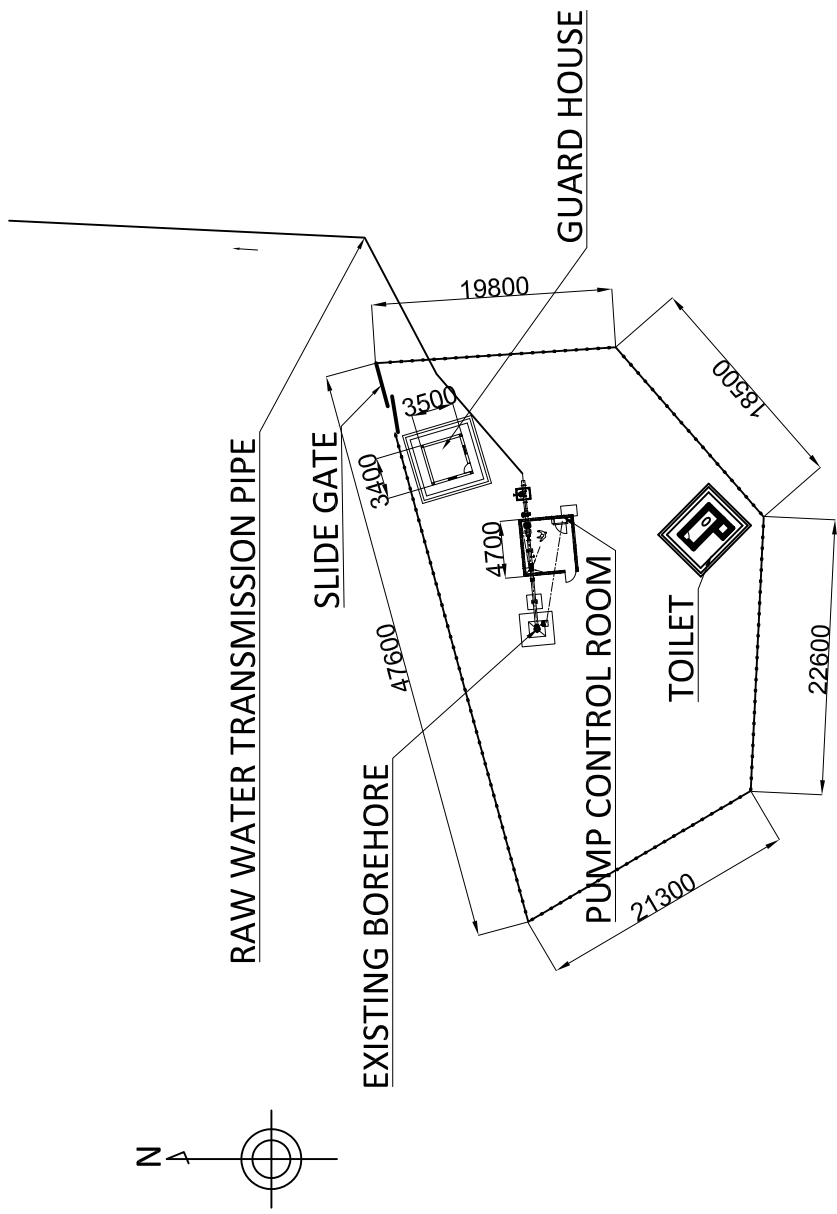 RAW WATER TRANSMISSION PIPE
SLIDE GATE
EXISTING BOREHORE
PUMP CONTROL ROOM
TOILET
GUARD HOUSE
47600
19800
18500
22600
21300
3400
3500
4700
N